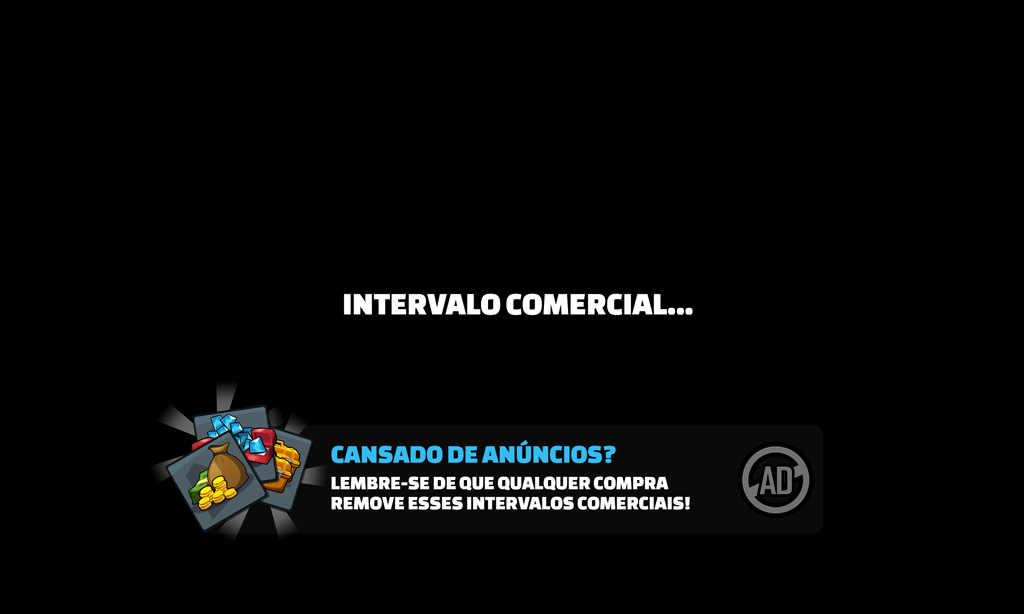 INTERVALO COMERCIAL...
CANSADO DE ANÚNCIOS?
LEMBRE-SE DE QUE QUALQUER COMPRA
REMOVE ESSES INTERVALOS COMERCIAIS!
AD